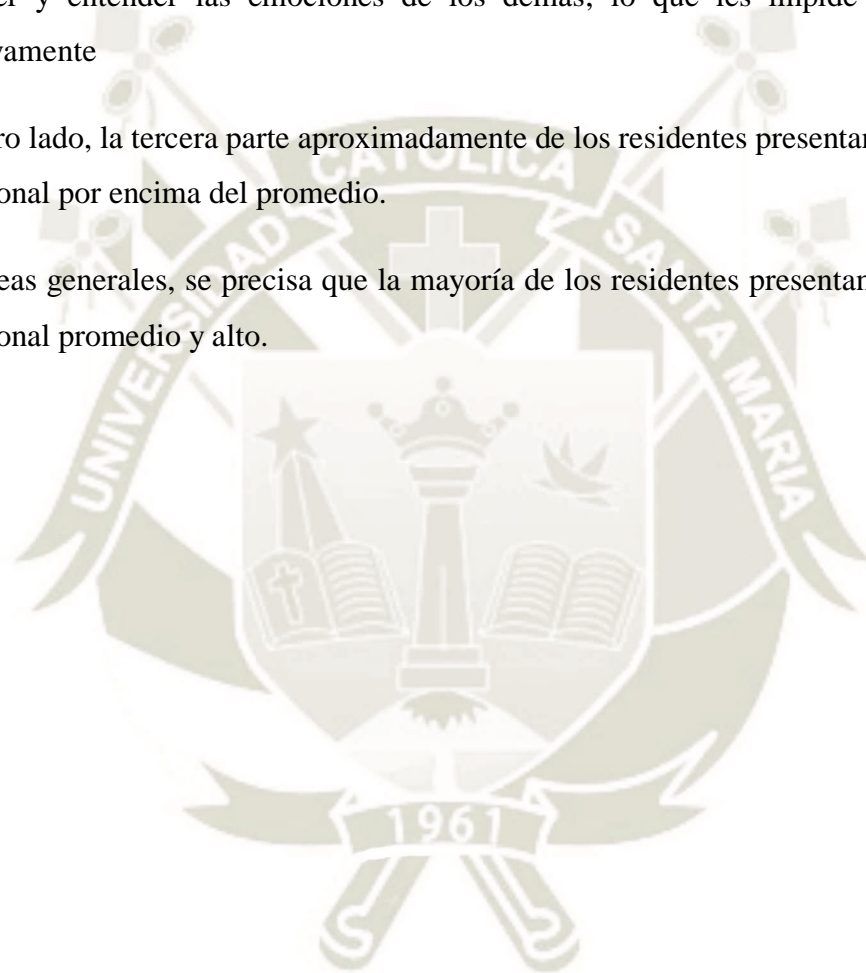 er y entender las emociones de los demás, lo que les impide
vamente
ro lado, la tercera parte aproximadamente de los residentes presentan
onal por encima del promedio.
eas generales, se precisa que la mayoría de los residentes presentan
onal promedio y alto.
UNIVERSIDAD CATOLICA SANTA MARIA
1961